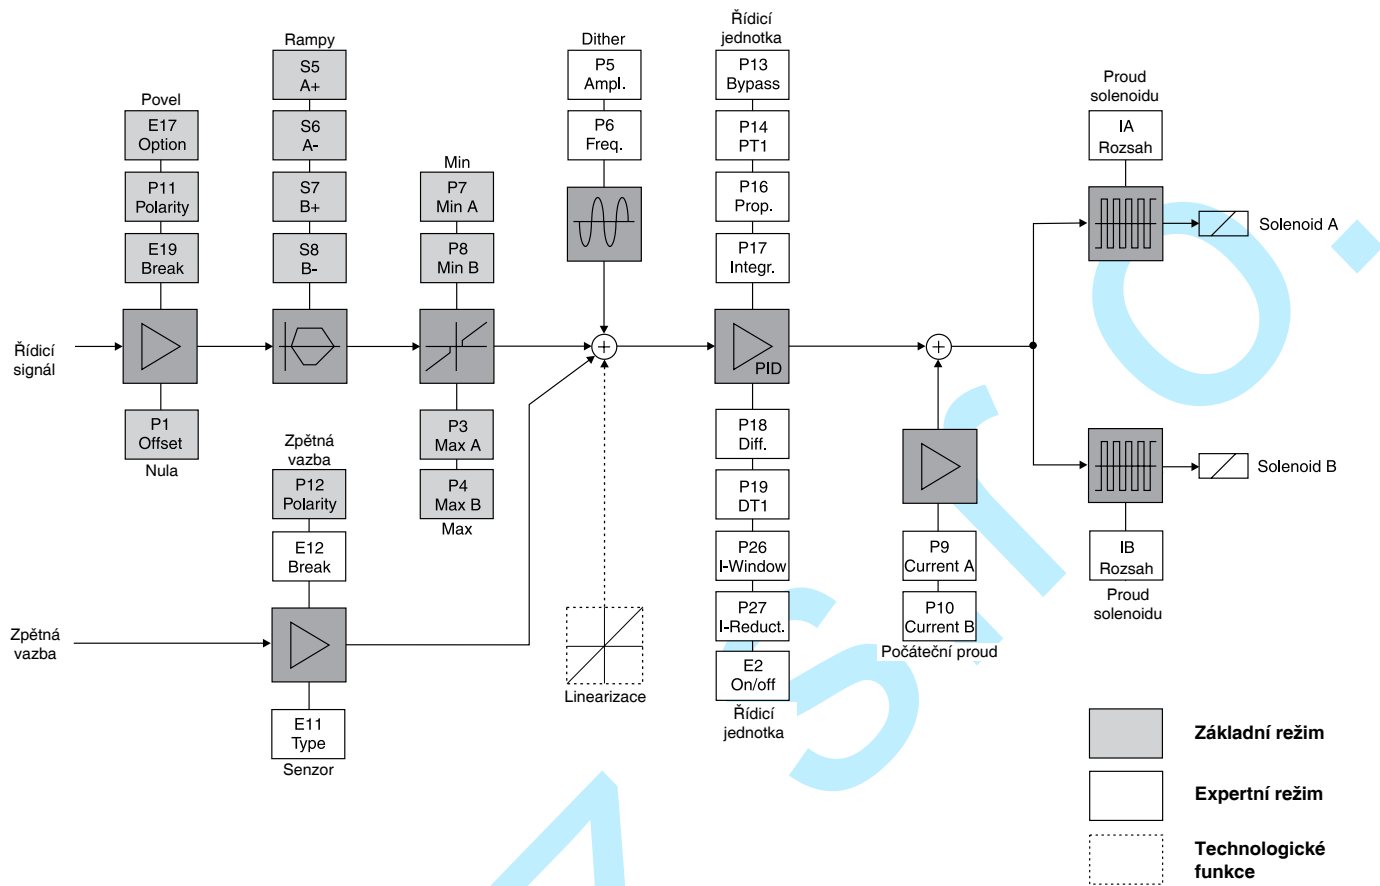 Rampy
S5
A+
S6
A-
S7
B+
S8
B-
Povel
E17
Option
P11
Polarity
E19
Break
Řídicí
signál
P1
Offset
Nula
Min
P7
Min A
P8
Min B
P3
Max A
P4
Max B
Max
Dither
P5
Ampl.
P6
Freq.
Řídicí
jednotka
P13
Bypass
P14
PT1
P16
Prop.
P17
Integr.
PID
P18
Diff.
P19
DT1
P26
I-Window
P27
I-Reduct.
E2
On/off
Řídicí
jednotka
Zpětná
vazba
P12
Polarity
E12
Break
Zpětná
vazba
E11
Type
Senzor
Linearizace
P9
Current A
P10
Current B
Počáteční proud
Proud
solenoidu
IA
Rozsah
Solenoid A
Solenoid B
IB
Rozsah
Proud
solenoidu
Základní režim
Expertní režim
Technologické
funkce